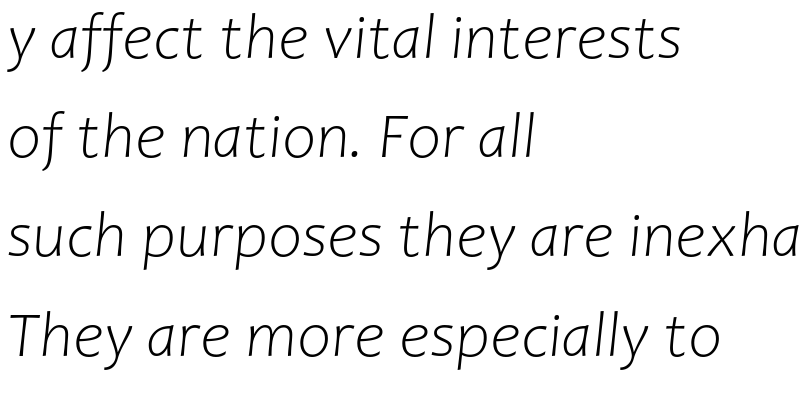 y affect the vital interests
of the nation. For all
such purposes they are inexha
They are more especially to